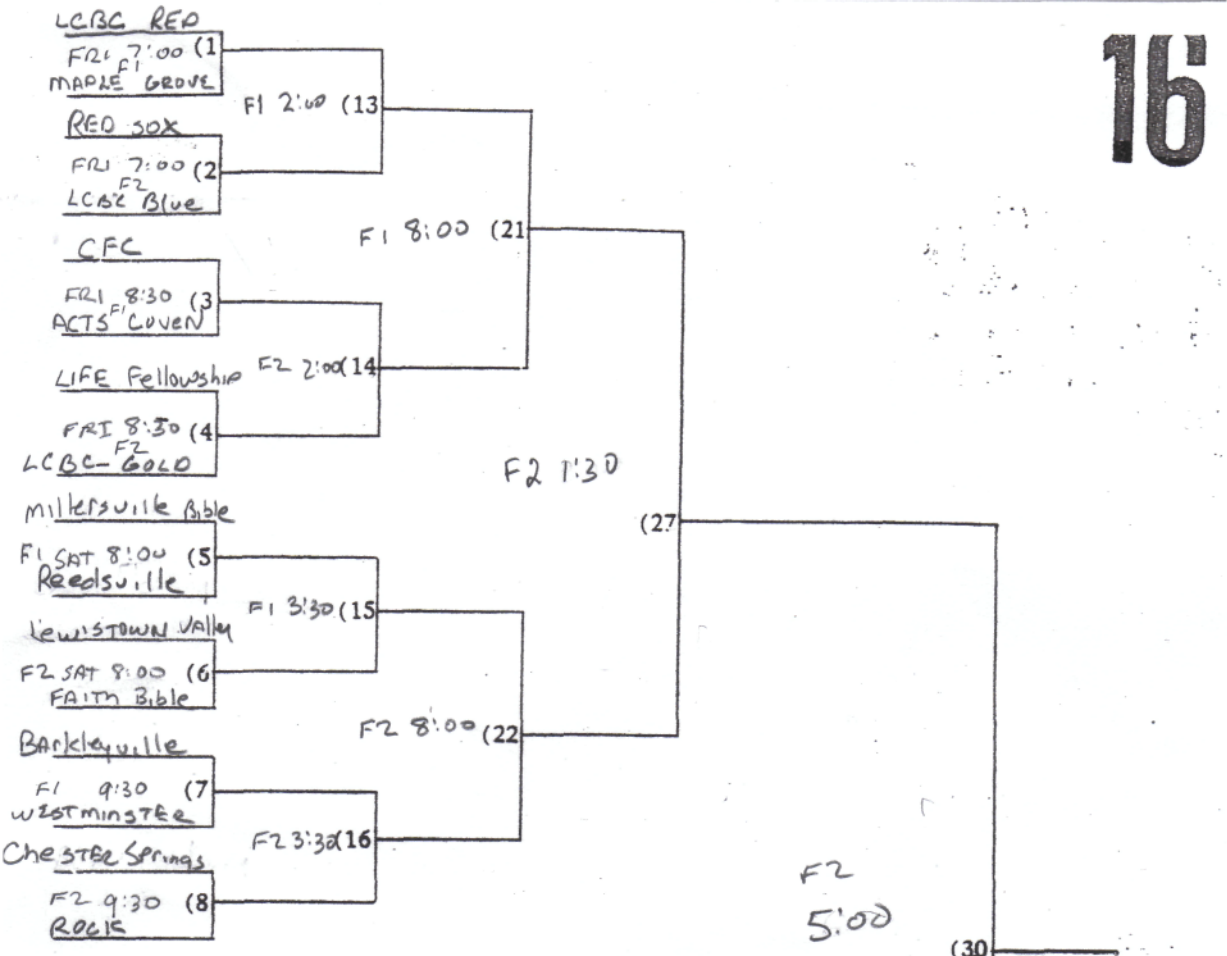 LCBC RED
16
FRI 7:00 (1
F1
MAPLE GROVE
F1 2:00 (13
RED SOX
FRI 7:00 (2
F2
LCBC Blue
F1 8:00 (21
CFC
FRI 8:30 (3
F1
ACTS COVEN
LIFE Fellowship
F2 2:00 (14
FRI 8:30 (4
F2
LCBC- GOLD
F2 1:30
Millersville Bible
(27
F1 SAT 8:00 (5
Reedsville
F1 3:30 (15
Lewistown Valley
F2 SAT 8:00 (6
FAITH Bible
F2 8:00 (22
Barkleyville
F1 9:30 (7
WESTMINSTER
F2 3:30 (16
Chester Springs
F2 9:30 (8
ROCK
F2
5:00
(30